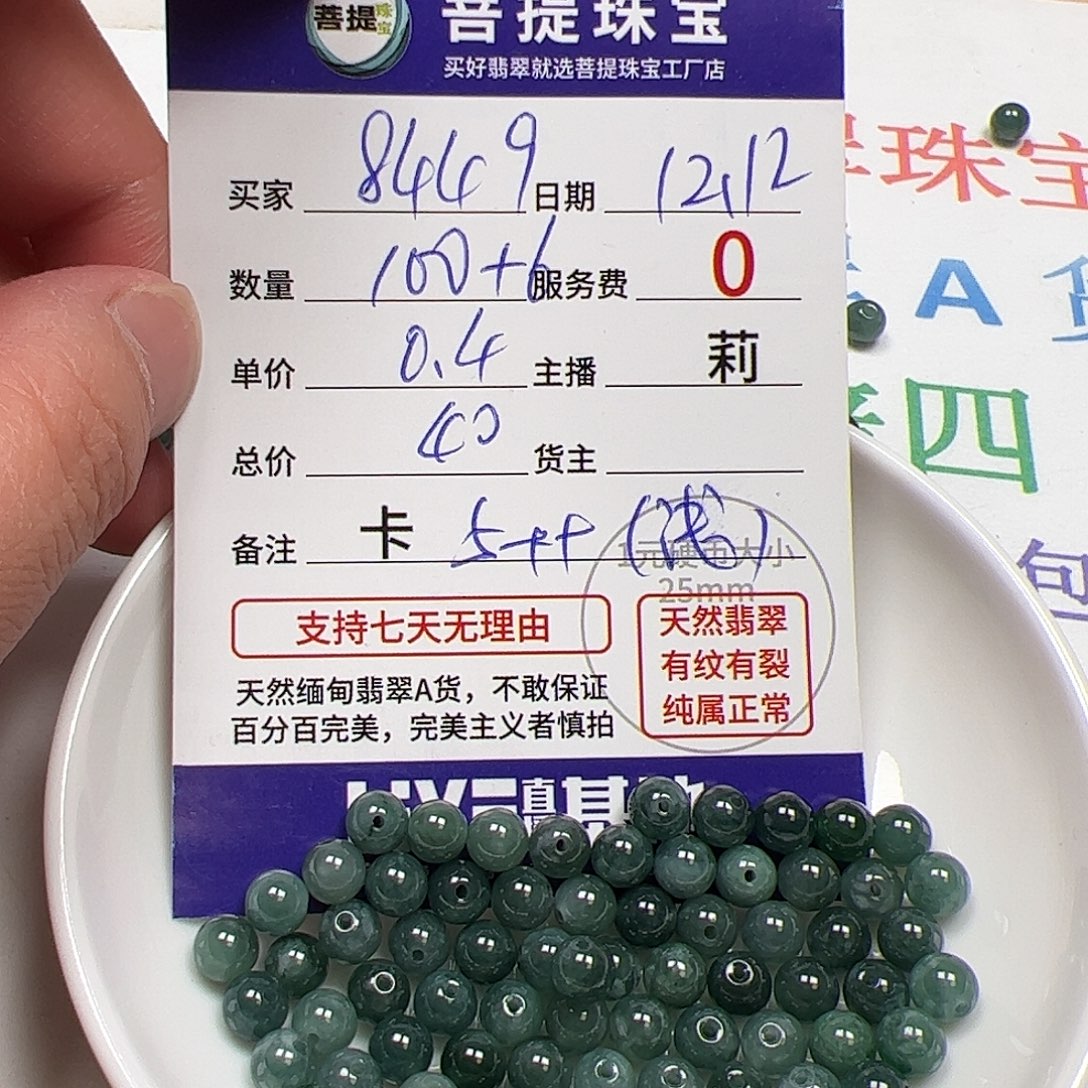 菩提珠宝
菩提珠宝
买好翡翠就选菩提珠宝工厂店
买家 8449 日期 12.12
数量 100+6 服务费 0
单价 0.4 主播 莉
总价 40 货主
备注 卡 5++ (浅)
1元硬币大小
25mm
支持七天无理由
天然翡翠
有纹有裂
纯属正常
天然缅甸翡翠A货，不敢保证
百分百完美，完美主义者慎拍
珠宝
A 货
四
包